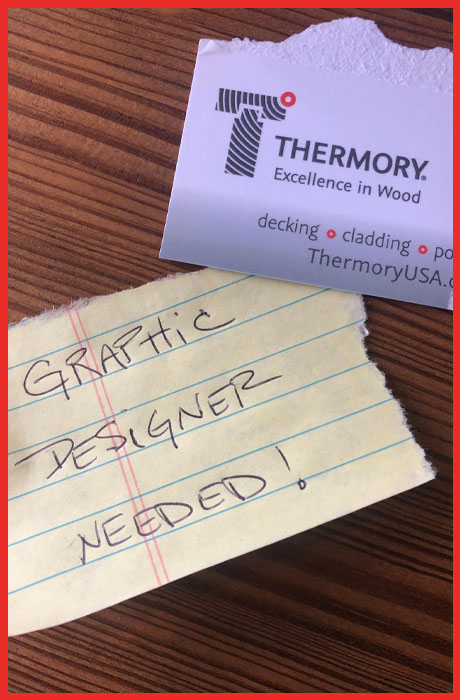 THERMORY®
Excellence in Wood
decking cladding po
ThermoryUSA.c
GRAPHIC
DESIGNER
NEEDED!